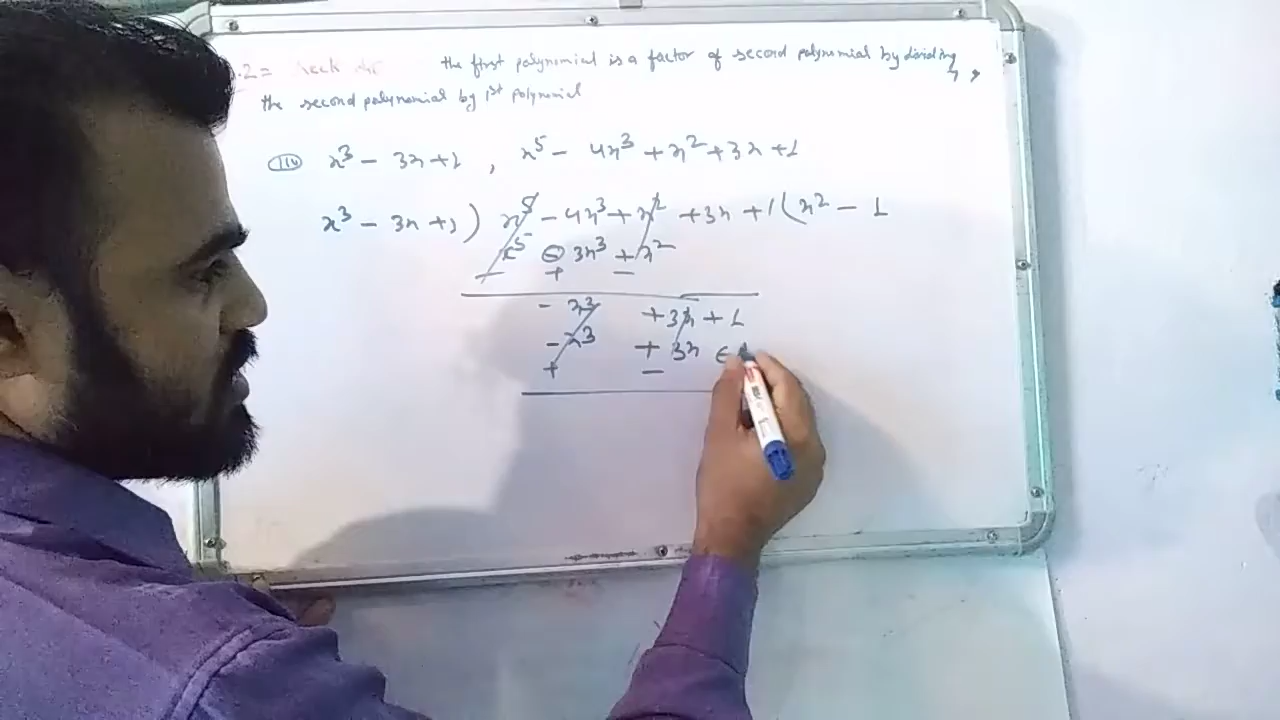 .2= Check the first polynomial is a factor of second polynomial by dividing
the second polynomial by 1st polynomial
(iii) x³ - 3x + 1 , x⁵ - 4x³ + x² + 3x + 1
x³ - 3x + 1 ) x⁵ - 4x³ + x² + 3x + 1 ( x² - 1
x⁵ - 3x³ + x²
- + -
- x³ + 3x + 1
- x³ + 3x
+ -